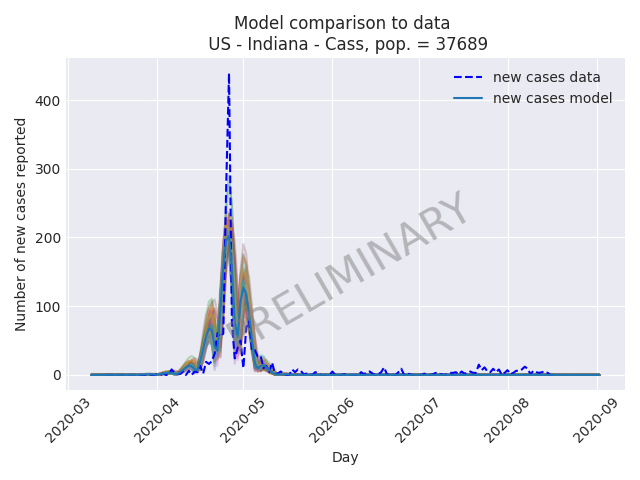 Model comparison to data
US - Indiana - Cass, pop. = 37689
new cases data
new cases model
Number of new cases reported
400
300
200
100
0
PRELIMINARY
2020-03
2020-04
2020-05
2020-06
2020-07
2020-08
2020-09
Day